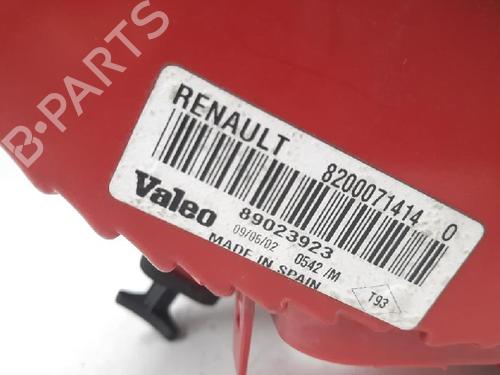 B-PARTS
RENAULT
8200071414 0
Valeo
89023923
09/06/02 0542 /M
MADE IN SPAIN
T93